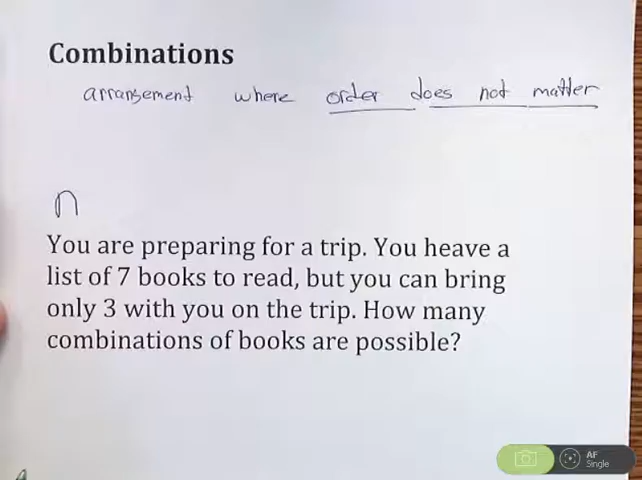 Combinations
arrangement where order does not matter
n
You are preparing for a trip. You heave a
list of 7 books to read, but you can bring
only 3 with you on the trip. How many
combinations of books are possible?
AF
Single